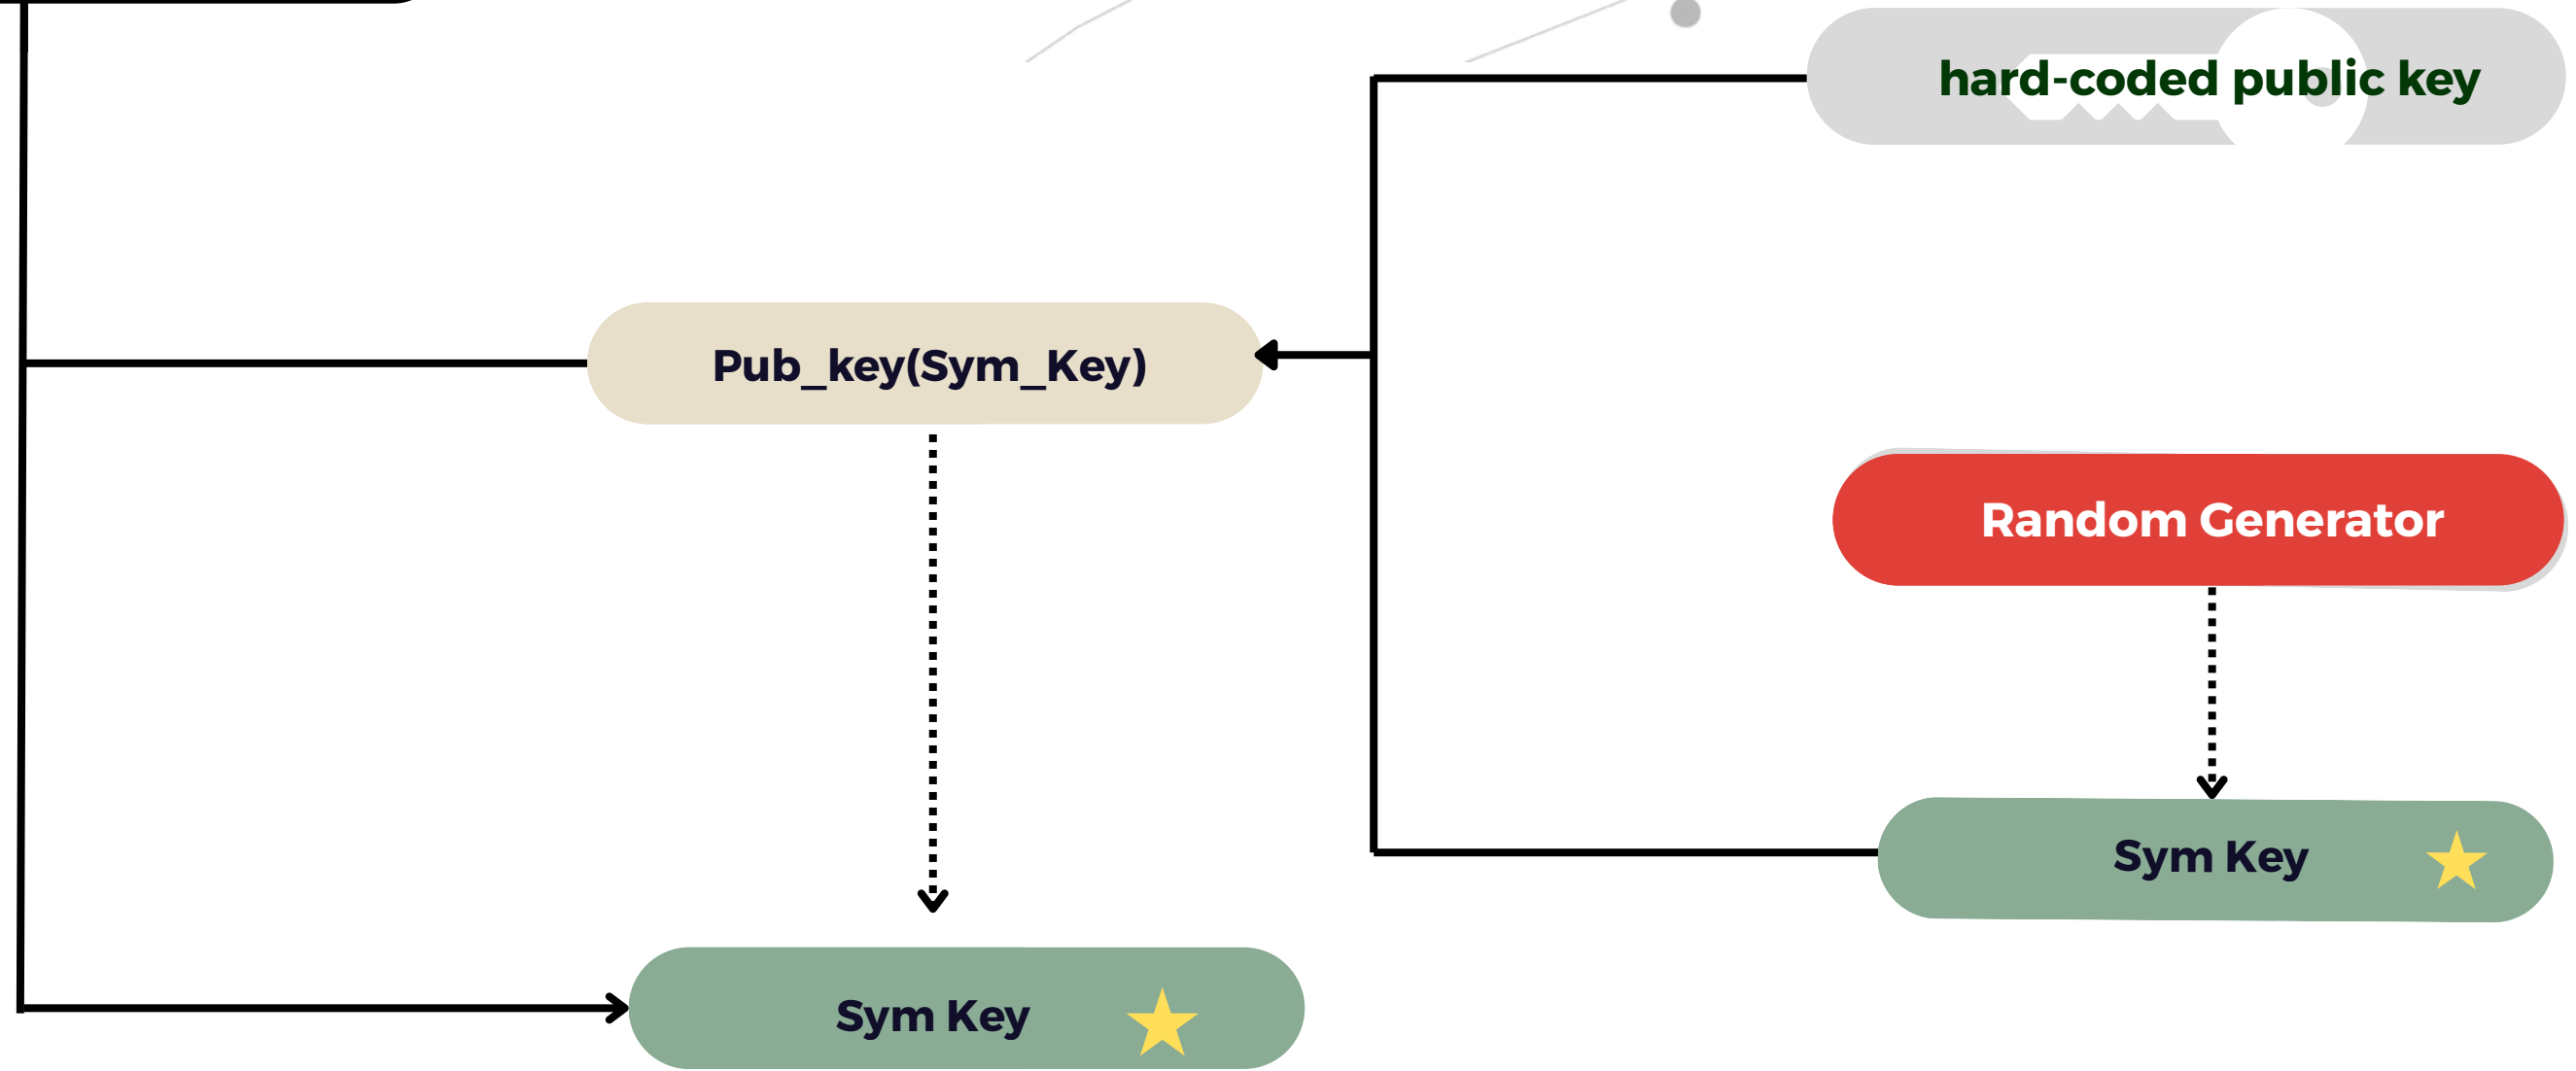 hard-coded public key
Pub_key(Sym_Key)
Random Generator
Sym Key
Sym Key